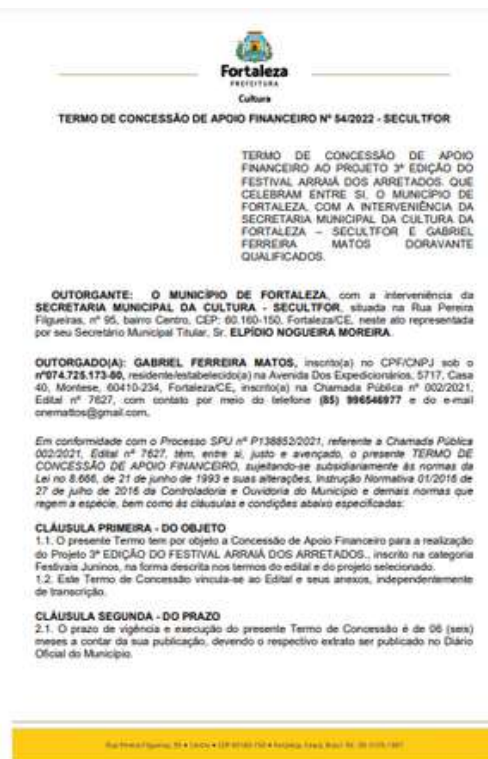 Fortaleza
PREFEITURA
Cultura
TERMO DE CONCESSÃO DE APOIO FINANCEIRO Nº 54/2022 - SECULTFOR
TERMO DE CONCESSÃO DE APOIO
FINANCEIRO AO PROJETO 3ª EDIÇÃO DO
FESTIVAL ARRAIÁ DOS ARRETADOS. QUE
CELEBRAM ENTRE SI, O MUNICÍPIO DE
FORTALEZA, COM A INTERVENIÊNCIA DA
SECRETARIA MUNICIPAL DA CULTURA DA
FORTALEZA – SECULTFOR E GABRIEL
FERREIRA MATOS DORAVANTE
QUALIFICADOS.
OUTORGANTE: O MUNICÍPIO DE FORTALEZA, com a interveniência da
SECRETARIA MUNICIPAL DA CULTURA - SECULTFOR, situada na Rua Pereira
Filgueiras, nº 95, bairro Centro, CEP: 60.160-150, Fortaleza/CE, neste ato representada
por seu Secretário Municipal Titular, Sr. ELPÍDIO NOGUEIRA MOREIRA.
OUTORGADO(A): GABRIEL FERREIRA MATOS, inscrito(a) no CPF/CNPJ sob o
nº074.725.173-80, residente/estabelecido(a) na Avenida Dos Expedicionários, 5717, Casa
40, Montese, 60410-234, Fortaleza/CE, inscrito(a) na Chamada Pública nº 002/2021,
Edital nº 7627, com contato por meio do telefone (85) 996546977 e do e-mail
onemattos@gmail.com.
Em conformidade com o Processo SPU nº P138852/2021, referente a Chamada Pública
002/2021, Edital nº 7627, têm, entre si, justo e avençado, o presente TERMO DE
CONCESSÃO DE APOIO FINANCEIRO, sujeitando-se subsidiariamente às normas da
Lei no 8.666, de 21 de junho de 1993 e suas alterações, Instrução Normativa 01/2016 de
27 de julho de 2016 da Controladoria e Ouvidoria do Município e demais normas que
regem a espécie, bem como às cláusulas e condições abaixo especificadas:
CLÁUSULA PRIMEIRA - DO OBJETO
1.1. O presente Termo tem por objeto a Concessão de Apoio Financeiro para a realização
do Projeto 3ª EDIÇÃO DO FESTIVAL ARRAIÁ DOS ARRETADOS., inscrito na categoria
Festivais Juninos, na forma descrita nos termos do edital e do projeto selecionado.
1.2. Este Termo de Concessão vincula-se ao Edital e seus anexos, independentemente
de transcrição.
CLÁUSULA SEGUNDA - DO PRAZO
2.1. O prazo de vigência e execução do presente Termo de Concessão é de 06 (seis)
meses a contar da sua publicação, devendo o respectivo extrato ser publicado no Diário
Oficial do Município.
Rua Pereira Filgueiras, 95 • Centro • CEP 60160-150 • Fortaleza, Ceará, Brasil